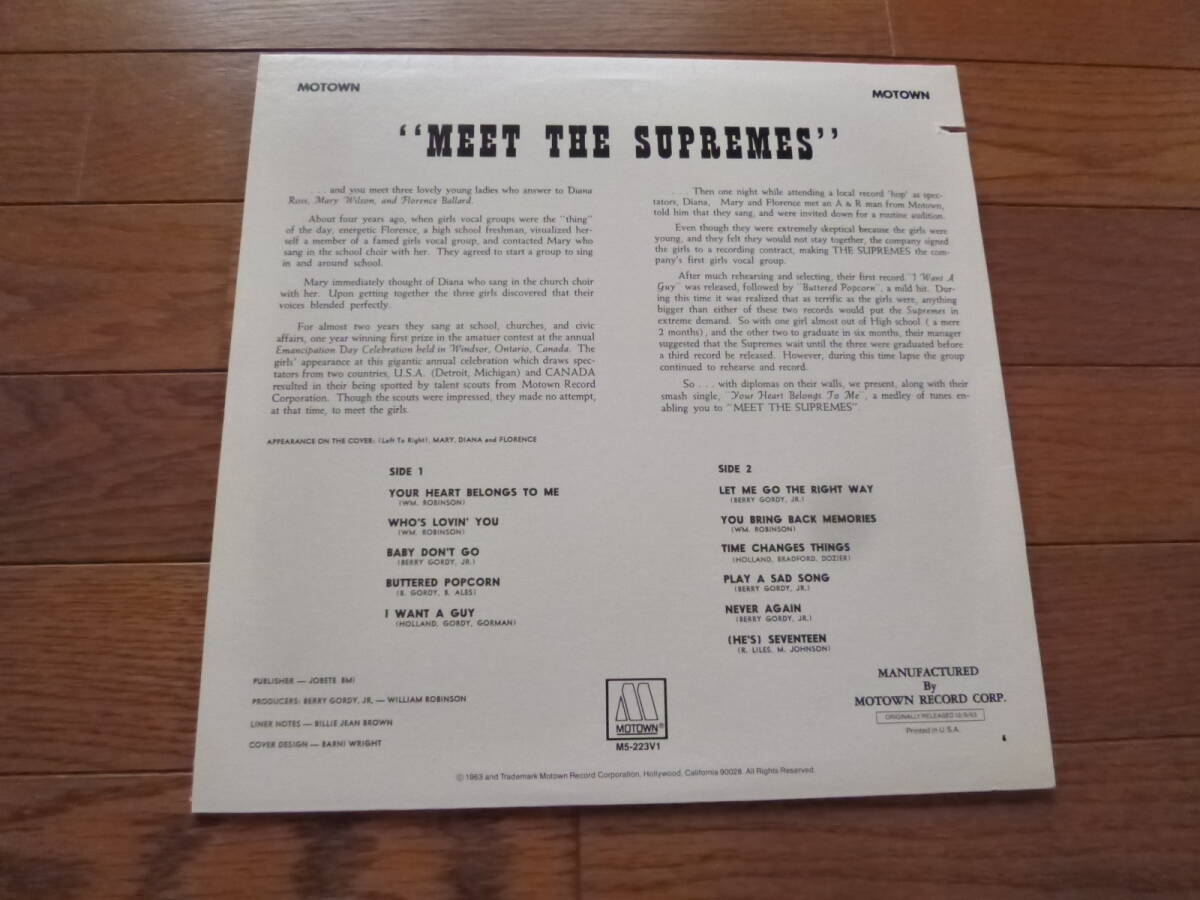 MOTOWN
MOTOWN
"MEET THE SUPREMES"
. . . and you meet three lovely young ladies who answer to Diana
Ross, Mary Wilson, and Florence Ballard.
About four years ago, when girls vocal groups were the "thing"
of the day, energetic Florence, a high school freshman, visualized her-
self a member of a famed girls vocal group, and contacted Mary who
sang in the school choir with her. They agreed to start a group to sing
in and around school.
Mary immediately thought of Diana who sang in the church choir
with her. Upon getting together the three girls discovered that their
voices blended perfectly.
For almost two years they sang at school, churches, and civic
affairs, one year winning first prize in the amatuer contest at the annual
Emancipation Day Celebration held in Windsor, Ontario, Canada. The
girls' appearance at this gigantic annual celebration which draws spec-
tators from two countries, U.S.A. (Detroit, Michigan) and CANADA
resulted in their being spotted by talent scouts from Motown Record
Corporation. Though the scouts were impressed, they made no attempt,
at that time, to meet the girls.
. . . Then one night while attending a local record 'hop' as spec-
tators, Diana, Mary and Florence met an A & R man from Motown,
told him that they sang, and were invited down for a routine audition.
Even though they were extremely skeptical because the girls were
young, and they felt they would not stay together, the company signed
the girls to a recording contract, making THE SUPREMES the com-
pany's first girls vocal group.
After much rehearsing and selecting, their first record "I Want A
Guy" was released, followed by "Buttered Popcorn", a mild hit. Dur-
ing this time it was realized that as terrific as the girls were, anything
bigger than either of these two records would put the Supremes in
extreme demand. So with one girl almost out of High school ( a mere
2 months), and the other two to graduate in six months, their manager
suggested that the Supremes wait until the three were graduated before
a third record be released. However, during this time lapse the group
continued to rehearse and record.
So . . . with diplomas on their walls, we present, along with their
smash single, "Your Heart Belongs To Me", a medley of tunes en-
abling you to "MEET THE SUPREMES".
APPEARANCE ON THE COVER: (Left To Right), MARY, DIANA and FLORENCE
SIDE 1
YOUR HEART BELONGS TO ME
(WM. ROBINSON)
WHO'S LOVIN' YOU
(WM. ROBINSON)
BABY DON'T GO
(BERRY GORDY, JR.)
BUTTERED POPCORN
(B. GORDY, B. ALES)
I WANT A GUY
(HOLLAND, GORDY, GORMAN)
SIDE 2
LET ME GO THE RIGHT WAY
(BERRY GORDY, JR.)
YOU BRING BACK MEMORIES
(WM. ROBINSON)
TIME CHANGES THINGS
(HOLLAND, BRADFORD, DOZIER)
PLAY A SAD SONG
(BERRY GORDY, JR.)
NEVER AGAIN
(BERRY GORDY, JR.)
(HE'S) SEVENTEEN
(R. LILES, M. JOHNSON)
PUBLISHER — JOBETE BMI
PRODUCERS: BERRY GORDY, JR. — WILLIAM ROBINSON
LINER NOTES — BILLIE JEAN BROWN
COVER DESIGN — BARNI WRIGHT
M
MOTOWN®
M5-223V1
MANUFACTURED
By
MOTOWN RECORD CORP.
ORIGINALLY RELEASED
Printed in U.S.A.
© 1963 and Trademark Motown Record Corporation, Hollywood, California 90028. All Rights Reserved.